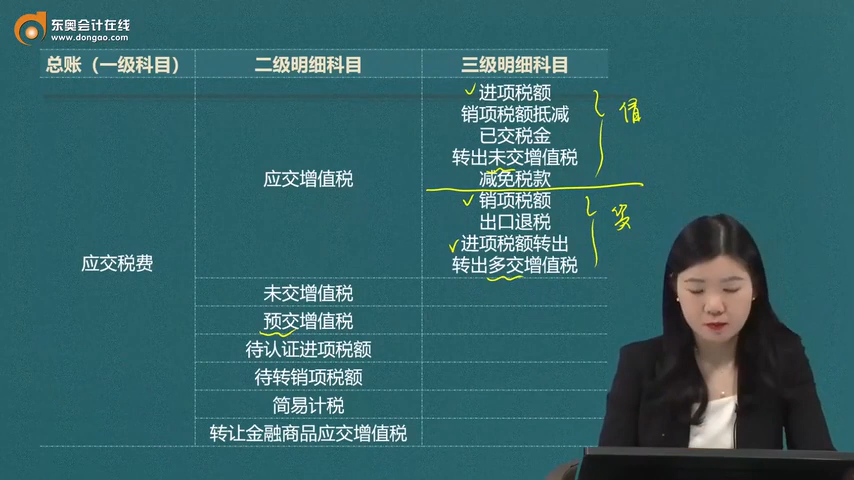 东奥会计在线
www.dongao.com
总账（一级科目） 二级明细科目 三级明细科目
应交税费
应交增值税
进项税额
销项税额抵减
已交税金
转出未交增值税
减免税款
销项税额
出口退税
进项税额转出
转出多交增值税
借
贷
未交增值税
预交增值税
待认证进项税额
待转销项税额
简易计税
转让金融商品应交增值税